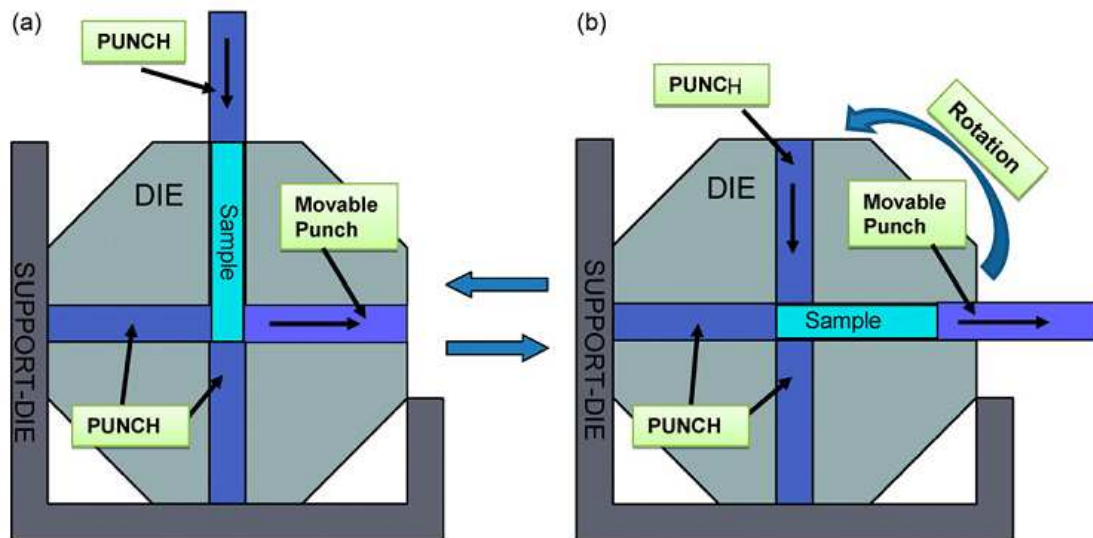 (a)
PUNCH
DIE
Sample
Movable
Punch
SUPPORT-DIE
PUNCH
(b)
PUNCH
Rotation
DIE
Movable
Punch
Sample
SUPPORT-DIE
PUNCH